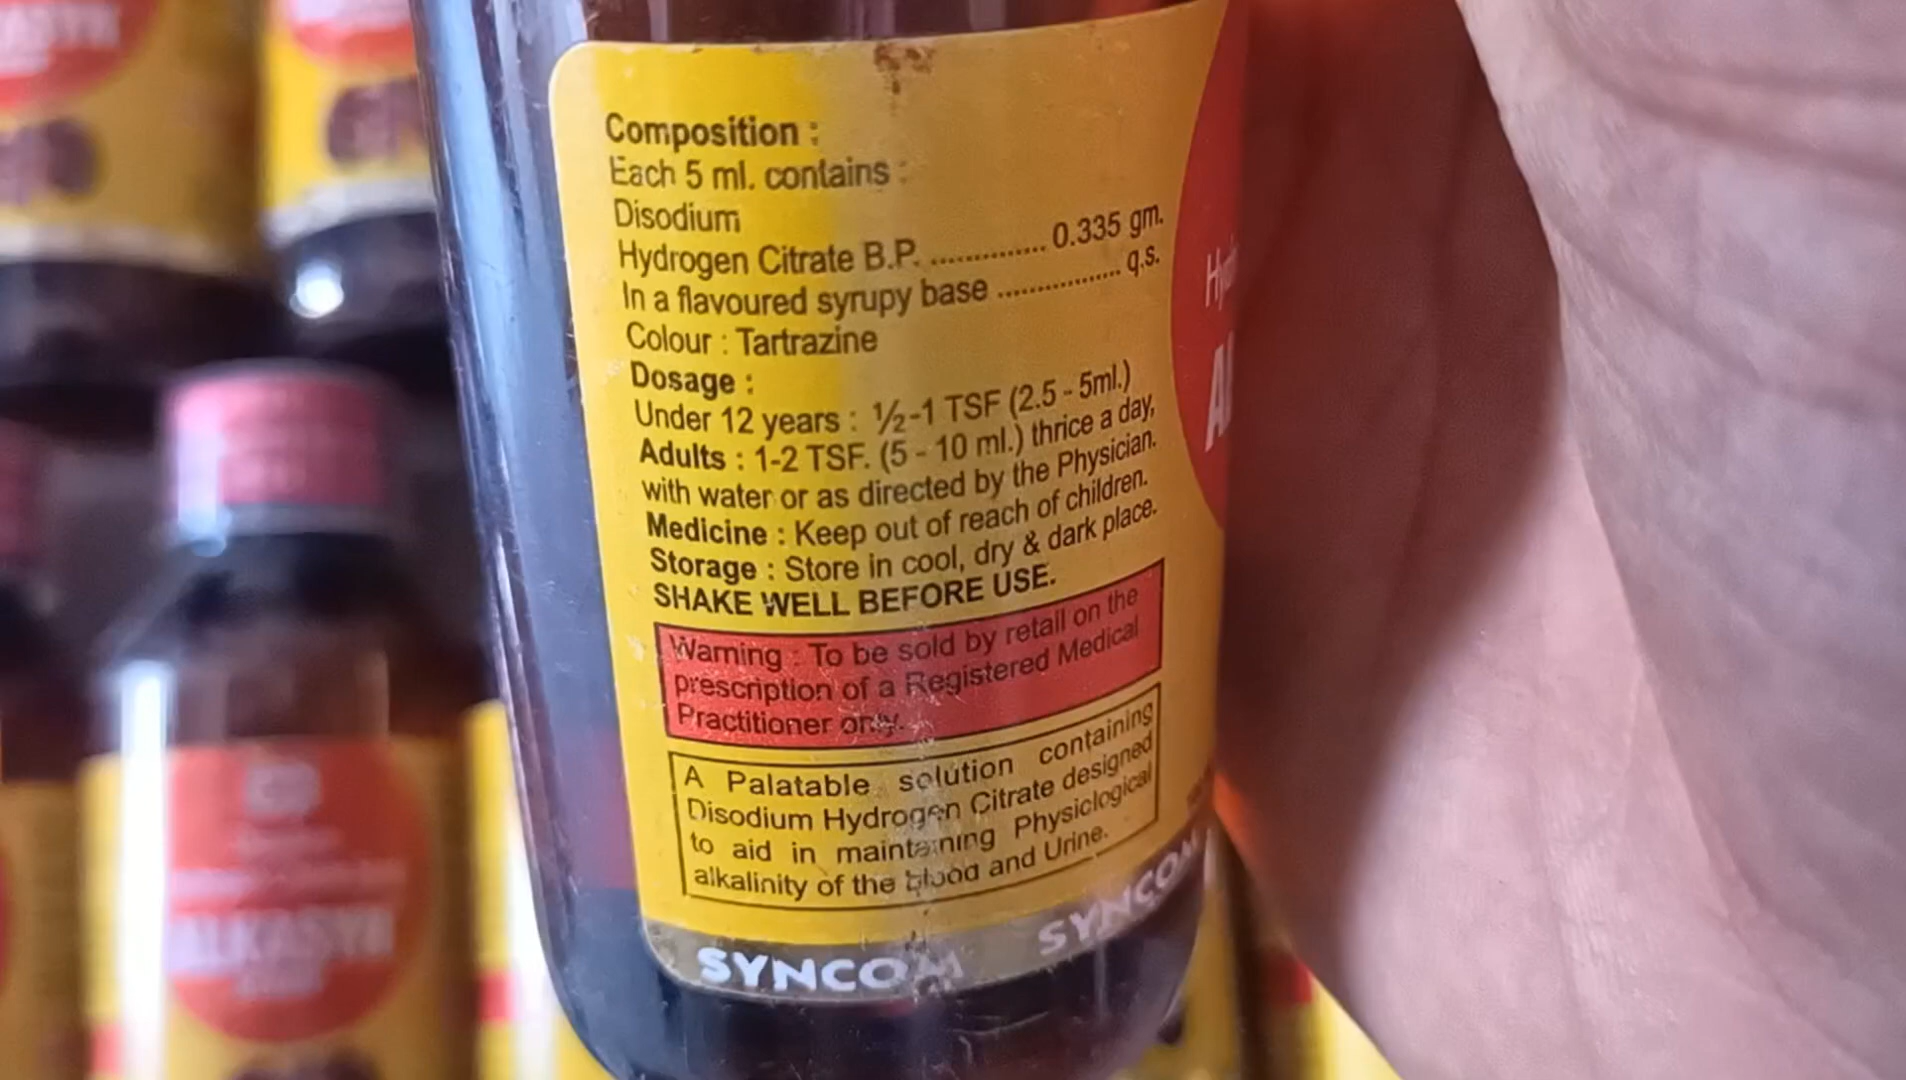 Composition :
Each 5 ml. contains :
Disodium
Hydrogen Citrate B.P. .............. 0.335 gm.
In a flavoured syrupy base ............... q.s.
Colour : Tartrazine
Dosage :
Under 12 years : ½-1 TSF (2.5 - 5ml.)
Adults : 1-2 TSF. (5 - 10 ml.) thrice a day,
with water or as directed by the Physician.
Medicine : Keep out of reach of children.
Storage : Store in cool, dry & dark place.
SHAKE WELL BEFORE USE.
Warning : To be sold by retail on the
prescription of a Registered Medical
Practitioner only.
A Palatable solution containing
Disodium Hydrogen Citrate designed
to aid in maintaining Physiclogical
alkalinity of the blood and Urine.
SYNCOM SYNCOM
ALKASYN